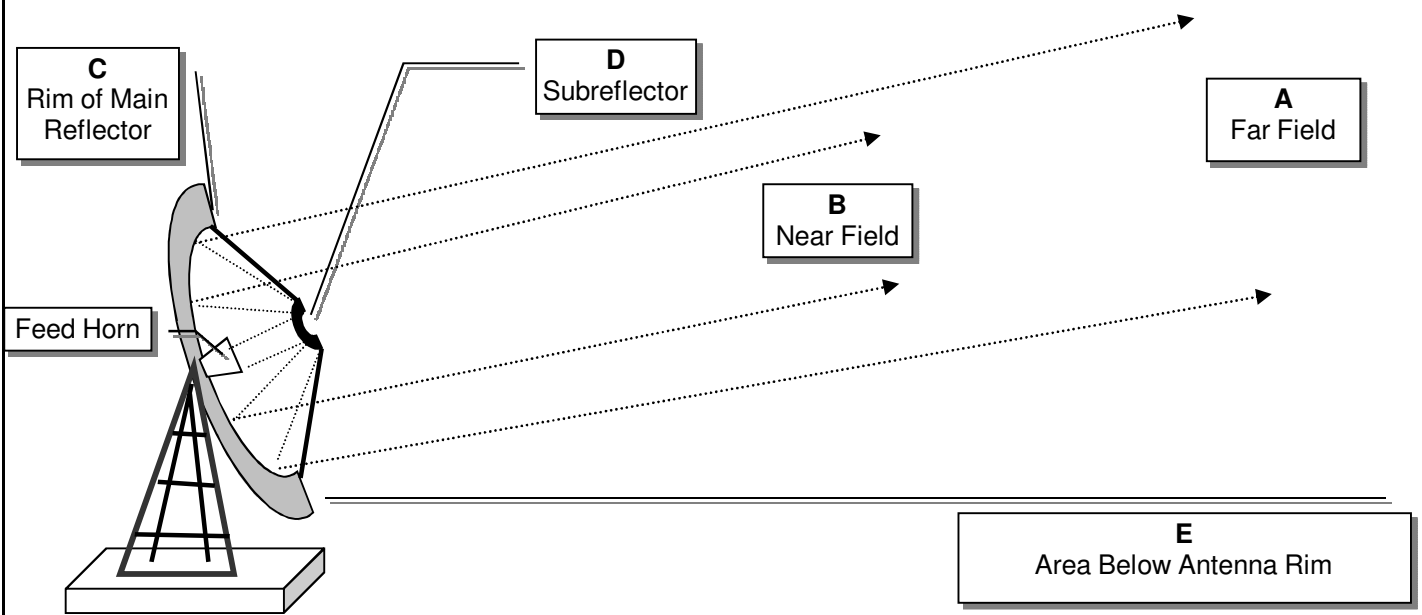 C
Rim of Main
Reflector
D
Subreflector
A
Far Field
B
Near Field
Feed Horn
E
Area Below Antenna Rim